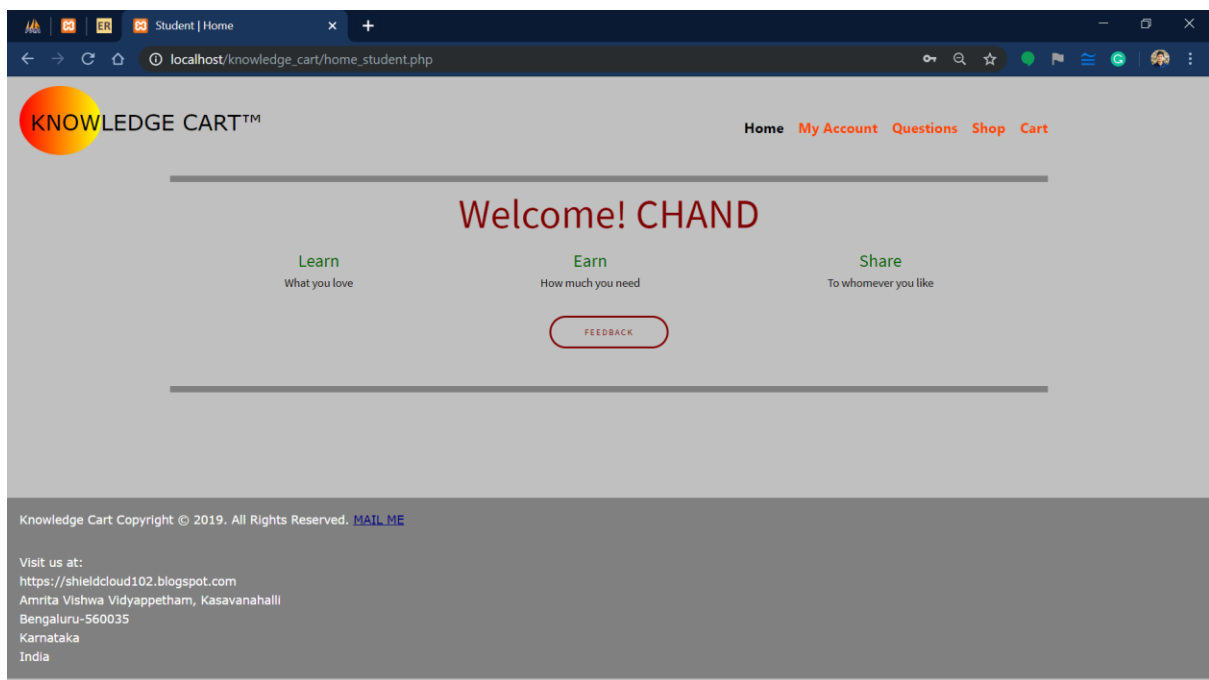 ER
Student | Home
localhost/knowledge_cart/home_student.php
KNOWLEDGE CART™
Home My Account Questions Shop Cart
Welcome! CHAND
Learn Earn Share
What you love How much you need To whomever you like
FEEDBACK
Knowledge Cart Copyright © 2019. All Rights Reserved. MAIL ME
Visit us at:
https://shieldcloud102.blogspot.com
Amrita Vishwa Vidyappetham, Kasavanahalli
Bengaluru-560035
Karnataka
India